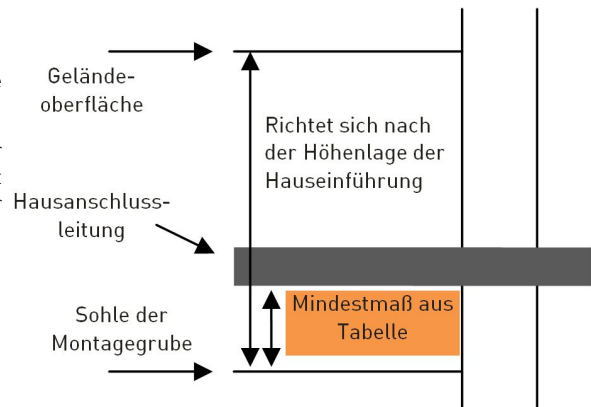 Gelände-
oberfläche
Richtet sich nach
der Höhenlage der
Hauseinführung
Hausanschluss-
leitung
Mindestmaß aus
Tabelle
Sohle der
Montagegrube